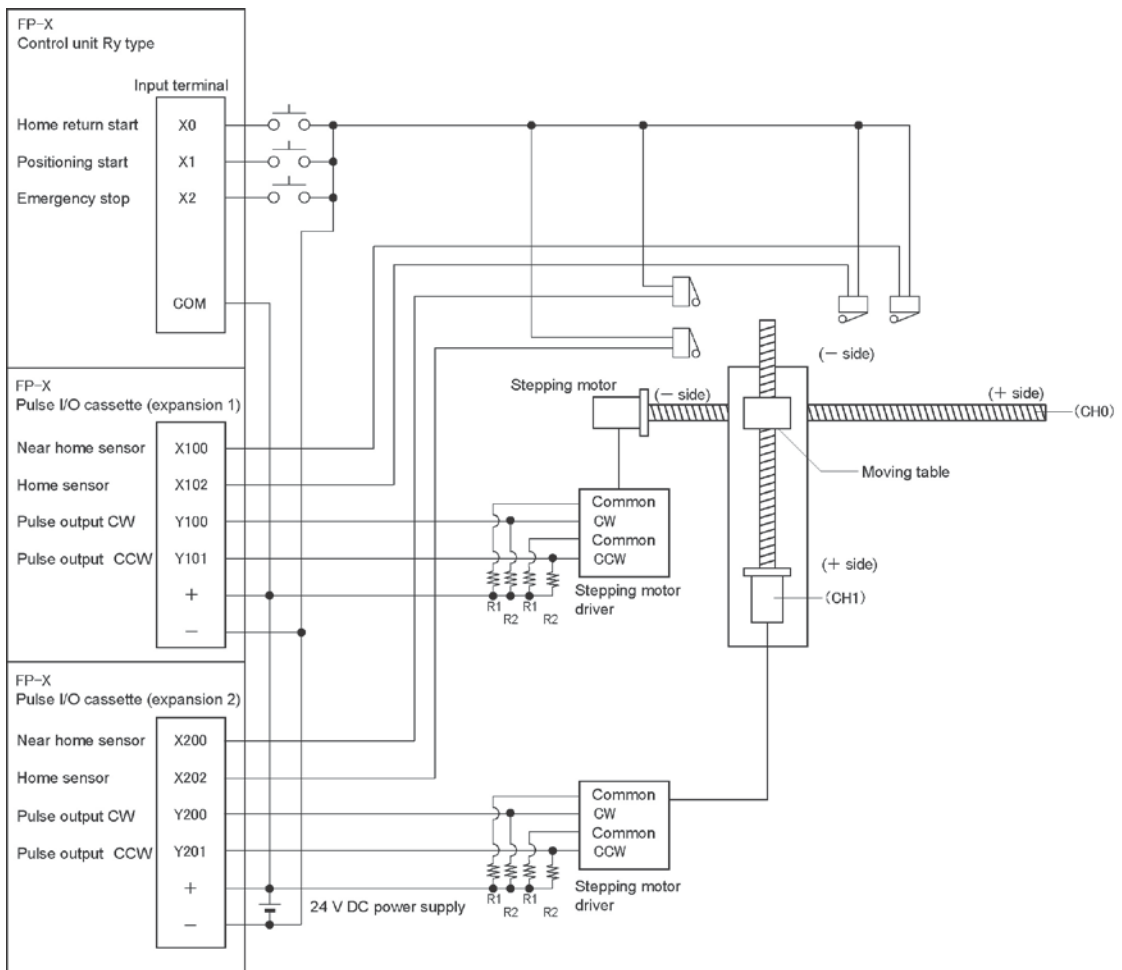 FP-X
Control unit Ry type
Input terminal
Home return start X0
Positioning start X1
Emergency stop X2
COM
FP-X
Pulse I/O cassette (expansion 1)
Near home sensor X100
Home sensor X102
Pulse output CW Y100
Pulse output CCW Y101
+
−
FP-X
Pulse I/O cassette (expansion 2)
Near home sensor X200
Home sensor X202
Pulse output CW Y200
Pulse output CCW Y201
+
−
24 V DC power supply
Stepping motor
(− side)
(− side)
(+ side)
(CH0)
Moving table
(+ side)
(CH1)
Common
CW
Common
CCW
Stepping motor
driver
R1 R1
R2 R2
Common
CW
Common
CCW
Stepping motor
driver
R1 R1
R2 R2